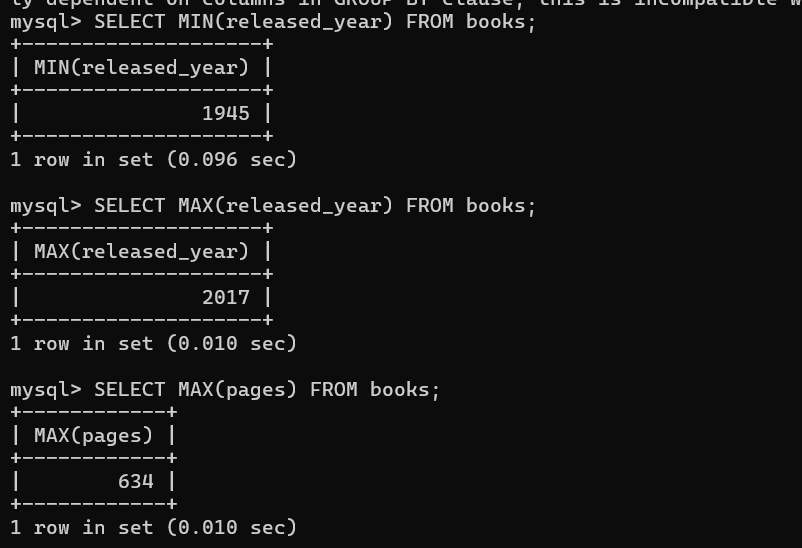 ly dependent on columns in GROUP BY clause; this is incompatible w
mysql> SELECT MIN(released_year) FROM books;
+--------------------+
| MIN(released_year) |
+--------------------+
|               1945 |
+--------------------+
1 row in set (0.096 sec)
mysql> SELECT MAX(released_year) FROM books;
+--------------------+
| MAX(released_year) |
+--------------------+
|               2017 |
+--------------------+
1 row in set (0.010 sec)
mysql> SELECT MAX(pages) FROM books;
+------------+
| MAX(pages) |
+------------+
|        634 |
+------------+
1 row in set (0.010 sec)